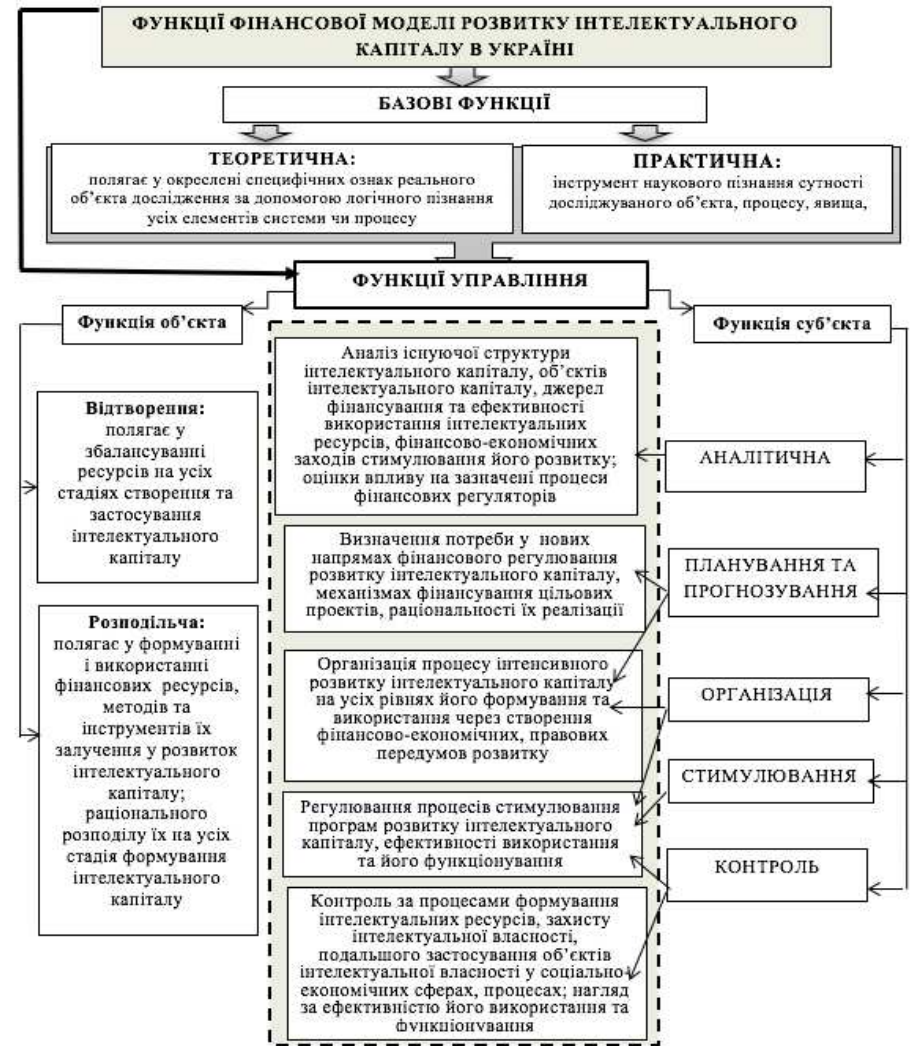 ФУНКЦІЇ ФІНАНСОВОЇ МОДЕЛІ РОЗВИТКУ ІНТЕЛЕКТУАЛЬНОГО
КАПІТАЛУ В УКРАЇНІ
БАЗОВІ ФУНКЦІЇ
ТЕОРЕТИЧНА:
полягає у окреслені специфічних ознак реального
об’єкта дослідження за допомогою логічного пізнання
усіх елементів системи чи процесу
ПРАКТИЧНА:
інструмент наукового пізнання сутності
досліджуваного об’єкта, процесу, явища,
ФУНКЦІЇ УПРАВЛІННЯ
Функція об’єкта
Функція суб’єкта
Відтворення:
полягає у
збалансуванні
ресурсів на усіх
стадіях створення та
застосування
інтелектуального
капіталу
Розподільча:
полягає у формуванні
і використанні
фінансових ресурсів,
методів та
інструментів їх
залучення у розвиток
інтелектуального
капіталу;
раціонального
розподілу їх на усіх
стадія формування
інтелектуального
капіталу
Аналіз існуючої структури
інтелектуального капіталу, об’єктів
інтелектуального капіталу, джерел
фінансування та ефективності
використання інтелектуальних
ресурсів, фінансово-економічних
заходів стимулювання його розвитку;
оцінки впливу на зазначені процеси
фінансових регуляторів
Визначення потреби у нових
напрямах фінансового регулювання
розвитку інтелектуального капіталу,
механізмах фінансування цільових
проектів, раціональності їх реалізації
Організація процесу інтенсивного
розвитку інтелектуального капіталу
на усіх рівнях його формування та
використання через створення
фінансово-економічних, правових
передумов розвитку
Регулювання процесів стимулювання
програм розвитку інтелектуального
капіталу, ефективності використання
та його функціонування
Контроль за процесами формування
інтелектуальних ресурсів, захисту
інтелектуальної власності,
подальшого застосування об’єктів
інтелектуальної власності у соціально-
економічних сферах, процесах; нагляд
за ефективністю його використання та
функціонування
АНАЛІТИЧНА
ПЛАНУВАННЯ ТА
ПРОГНОЗУВАННЯ
ОРГАНІЗАЦІЯ
СТИМУЛЮВАННЯ
КОНТРОЛЬ